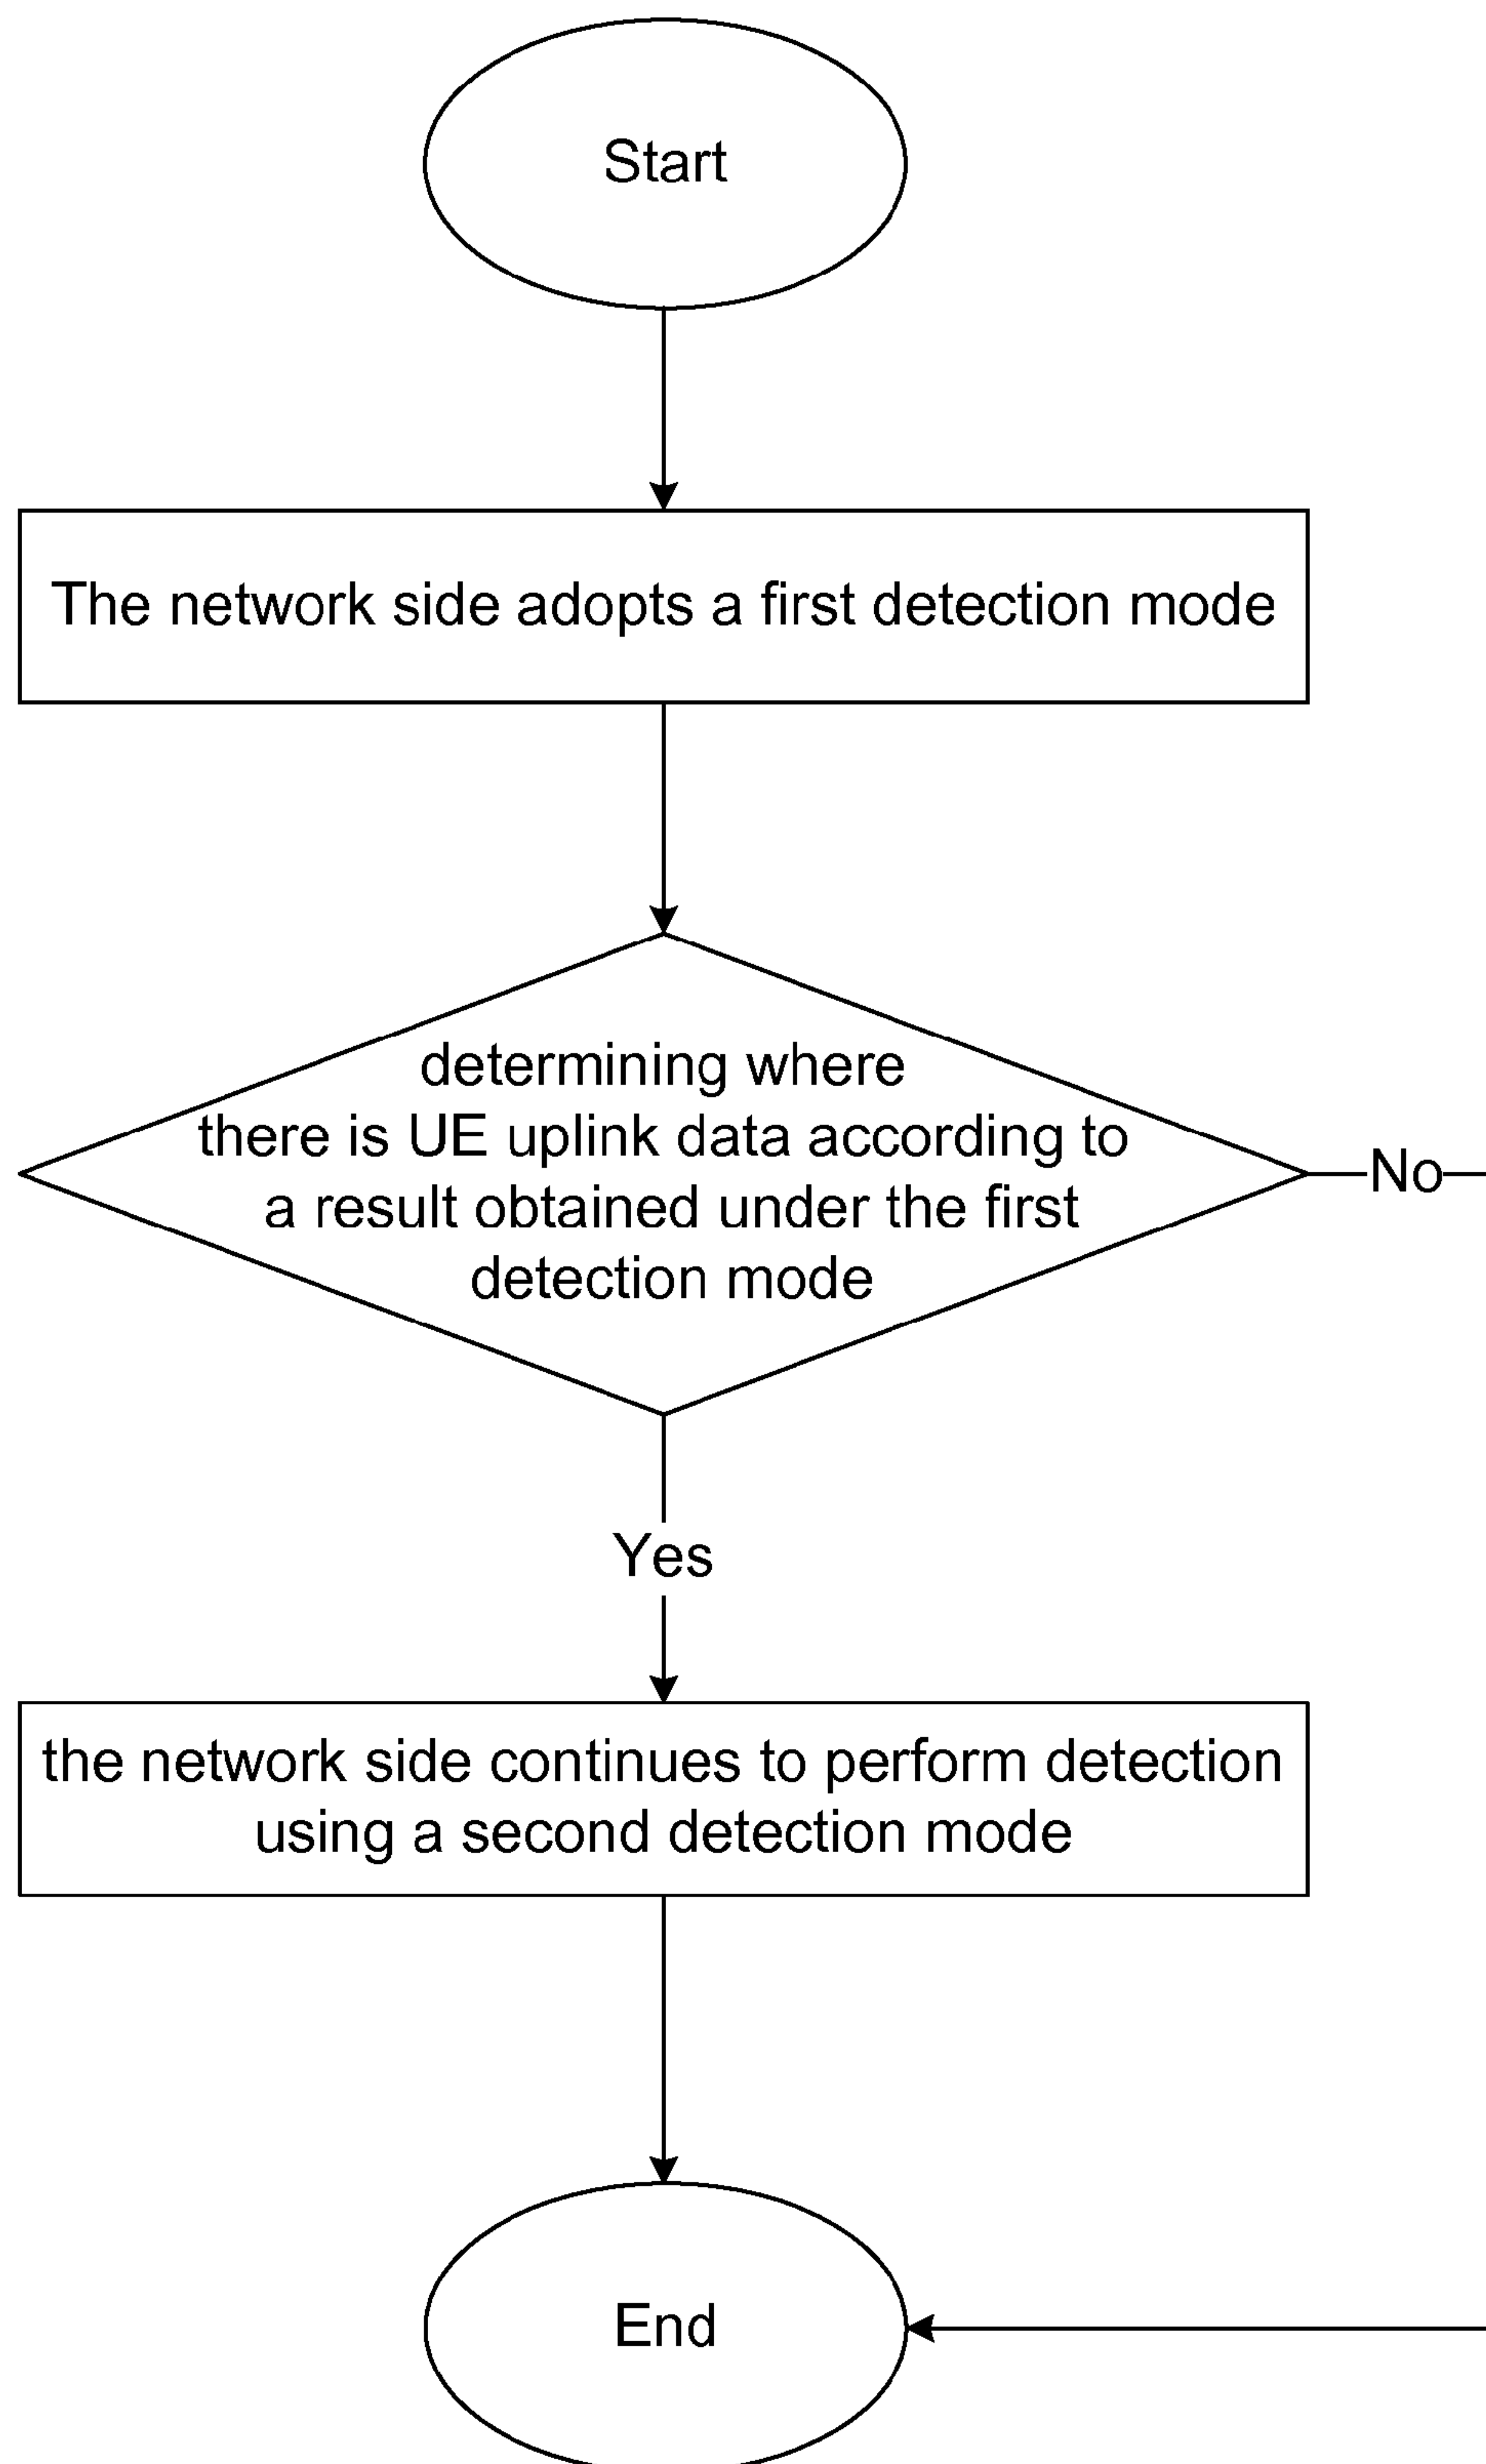 Start
The network side adopts a first detection mode
determining where
there is UE uplink data according to
a result obtained under the first
detection mode
No
Yes
the network side continues to perform detection
using a second detection mode
End